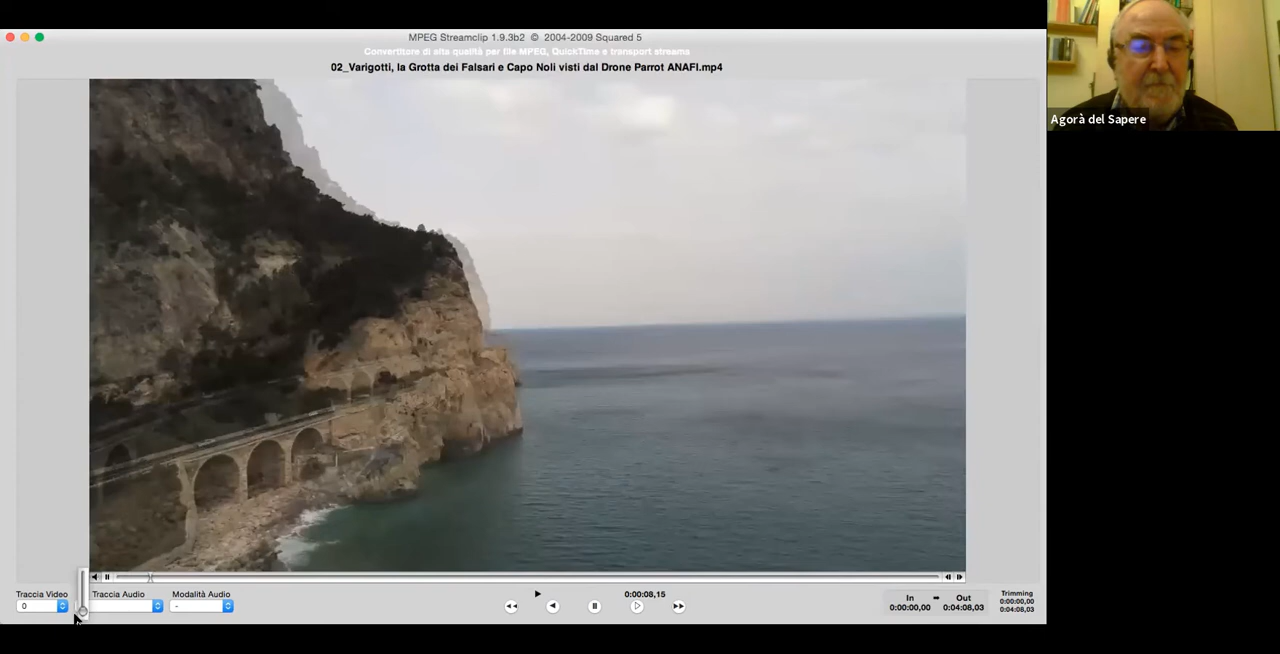 MPEG Streamclip 1.9.3b2 © 2004-2009 Squared 5
Convertitore di alta qualità per file MPEG, QuickTime e transport streams
02_Varigotti, la Grotta dei Falsari e Capo Noli visti dal Drone Parrot ANAFI.mp4
Agorà del Sapere
Traccia Video
Traccia Audio
Modalità Audio
0
-
0:00:08,15
In
Out
0:00:00,00
0:04:08,03
Trimming
0:00:00,00
0:04:08,03